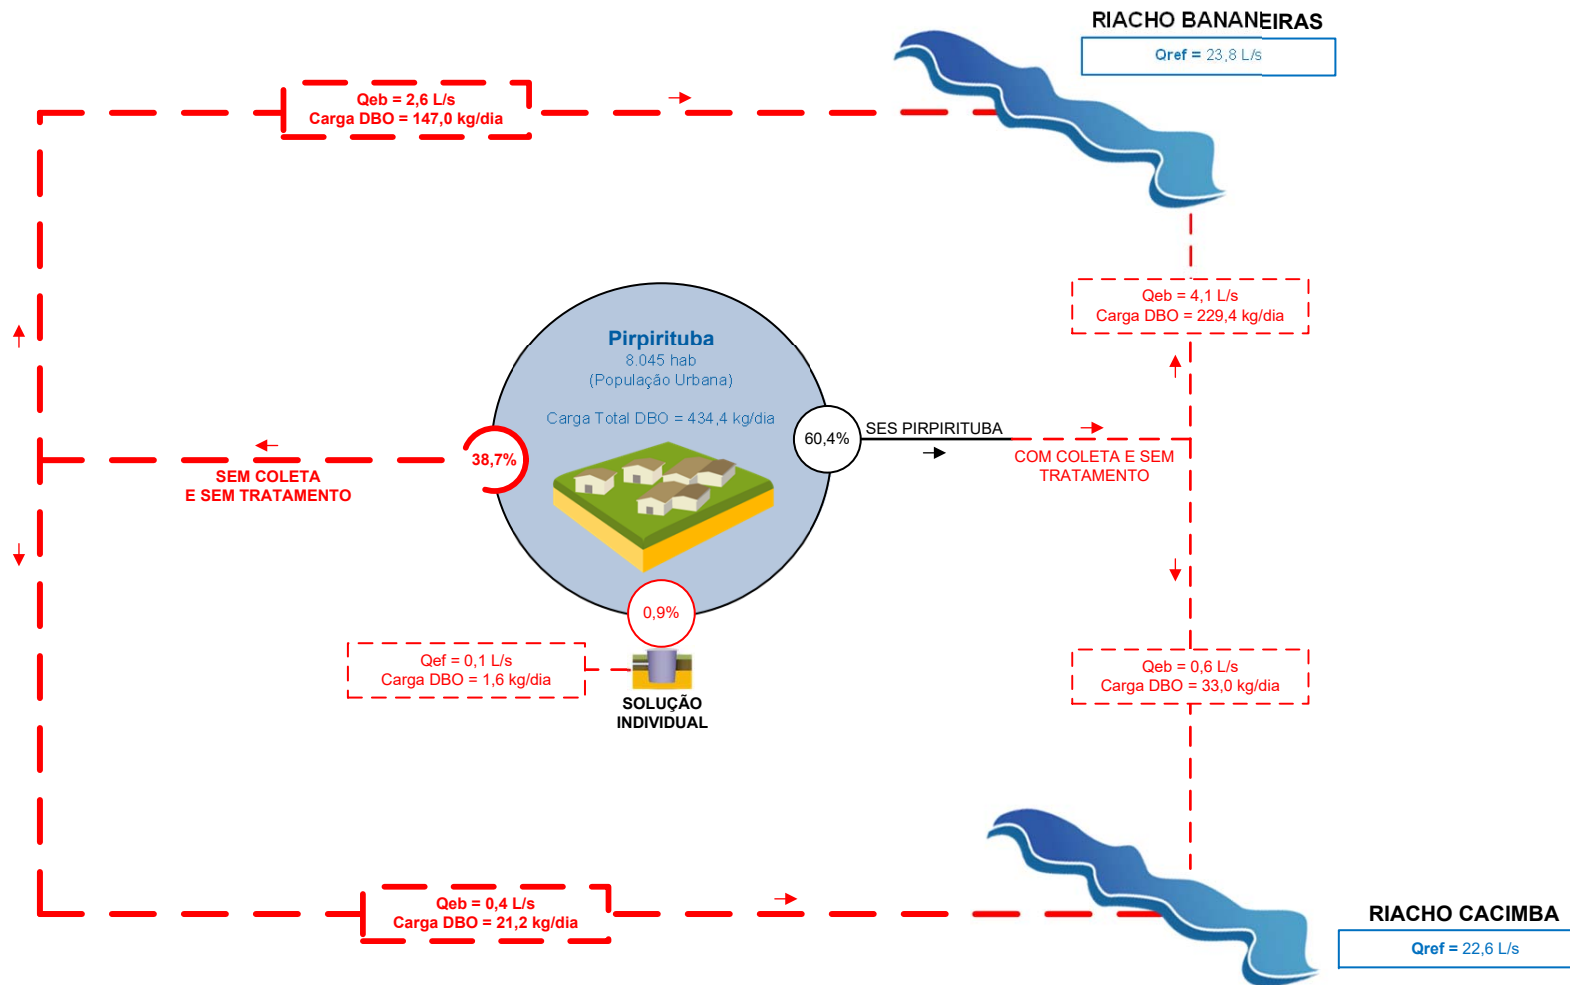 RIACHO BANANEIRAS
Qref = 23,8 L/s
Qeb = 2,6 L/s
Carga DBO = 147,0 kg/dia
Qeb = 4,1 L/s
Carga DBO = 229,4 kg/dia
Pirpirituba
8.045 hab
(População Urbana)
Carga Total DBO = 434,4 kg/dia
38,7%
SEM COLETA
E SEM TRATAMENTO
60,4%
SES PIRPIRITUBA
COM COLETA E SEM
TRATAMENTO
0,9%
Qef = 0,1 L/s
Carga DBO = 1,6 kg/dia
SOLUÇÃO
INDIVIDUAL
Qeb = 0,6 L/s
Carga DBO = 33,0 kg/dia
Qeb = 0,4 L/s
Carga DBO = 21,2 kg/dia
RIACHO CACIMBA
Qref = 22,6 L/s